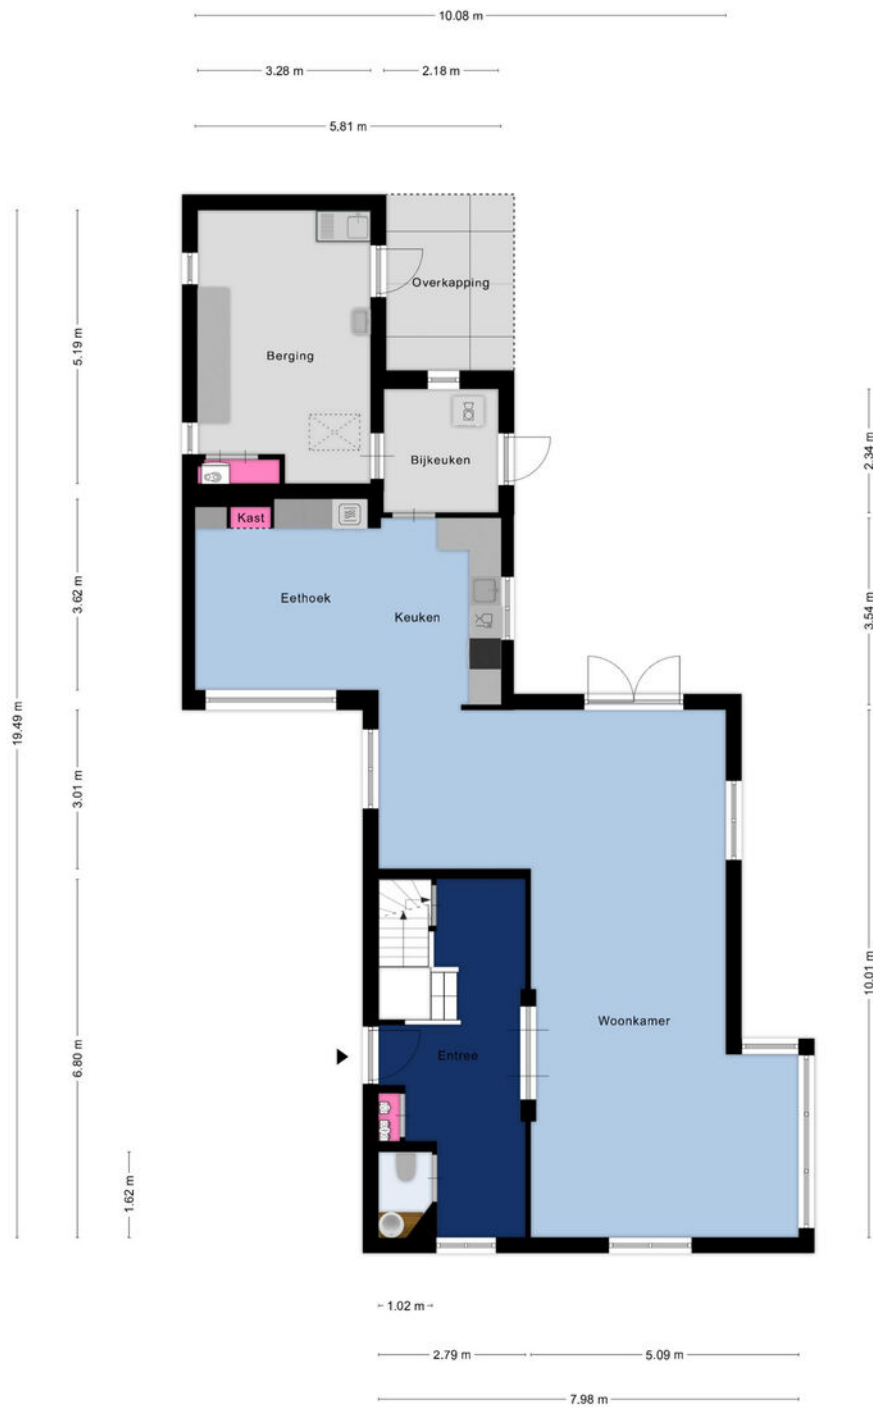 10.08 m
3.28 m
2.18 m
5.81 m
Overkapping
5.19 m
Berging
2.34 m
Bijkeuken
Kast
Eethoek
3.62 m
3.54 m
Keuken
19.49 m
3.01 m
10.01 m
Woonkamer
6.80 m
Entree
1.62 m
1.02 m
2.79 m
5.09 m
7.98 m